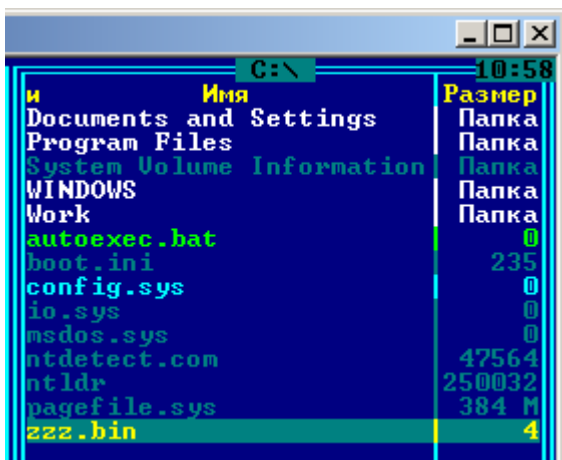 C:\ 10:58
и Имя Размер
Documents and Settings Папка
Program Files Папка
System Volume Information Папка
WINDOWS Папка
Work Папка
autoexec.bat 0
boot.ini 235
config.sys 0
io.sys 0
msdos.sys 0
ntdetect.com 47564
ntldr 250032
pagefile.sys 384 M
zzz.bin 4